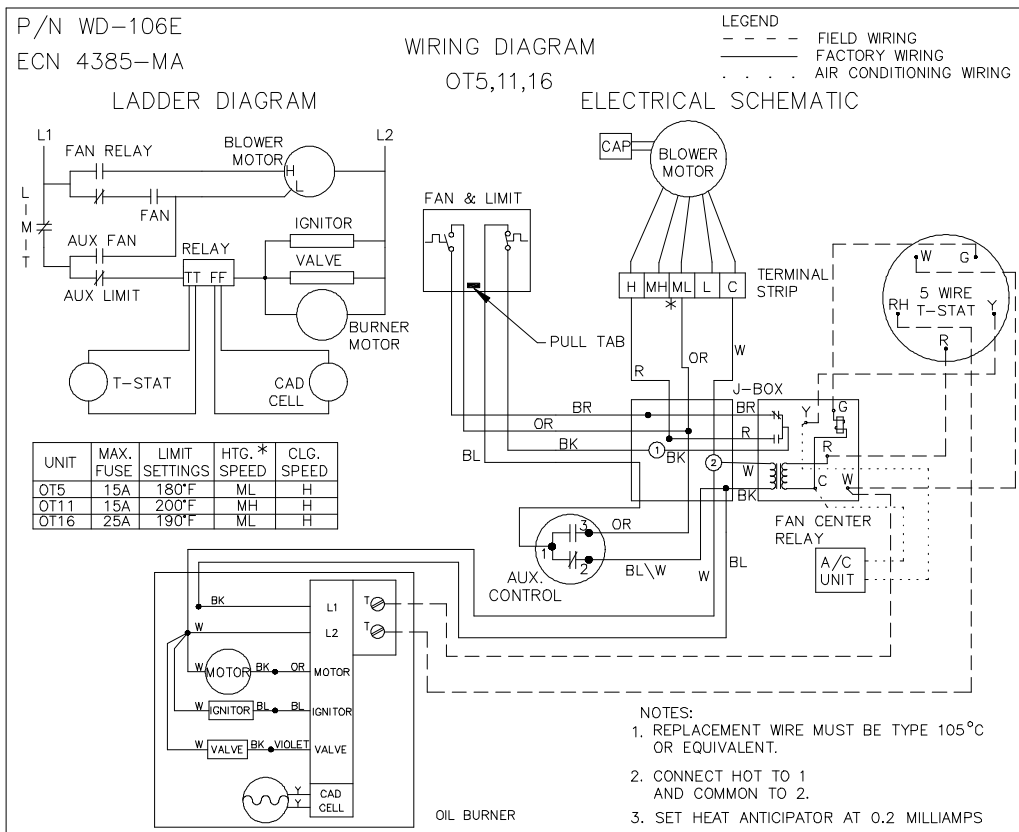 P/N WD-106E
ECN 4385-MA
WIRING DIAGRAM
OT5,11,16
LEGEND
FIELD WIRING
FACTORY WIRING
AIR CONDITIONING WIRING
LADDER DIAGRAM
L1
L2
FAN RELAY
BLOWER
MOTOR
H
L
LIMIT
FAN
AUX FAN
RELAY
TT FF
AUX LIMIT
IGNITOR
VALVE
BURNER
MOTOR
T-STAT
CAD
CELL
UNIT MAX. FUSE LIMIT SETTINGS HTG.* SPEED CLG. SPEED
OT5 15A 180°F ML H
OT11 15A 200°F MH H
OT16 25A 190°F ML H
ELECTRICAL SCHEMATIC
CAP
BLOWER
MOTOR
FAN & LIMIT
PULL TAB
H MH ML L C
*
TERMINAL
STRIP
R
OR
W
5 WIRE
T-STAT
W
G
RH
Y
R
J-BOX
BR
OR
BK
BL
BR
R
1
BK
2
W
BK
Y
G
R
C
W
FAN CENTER
RELAY
A/C
UNIT
3
1
2
OR
BL\W
AUX.
CONTROL
W
BL
BK
L1
T
W
L2
T
W
MOTOR
BK
OR
MOTOR
W
IGNITOR
BL
BL
IGNITOR
W
VALVE
BK
VIOLET
VALVE
Y
Y
CAD
CELL
OIL BURNER
NOTES:
1. REPLACEMENT WIRE MUST BE TYPE 105°C
OR EQUIVALENT.
2. CONNECT HOT TO 1
AND COMMON TO 2.
3. SET HEAT ANTICIPATOR AT 0.2 MILLIAMPS